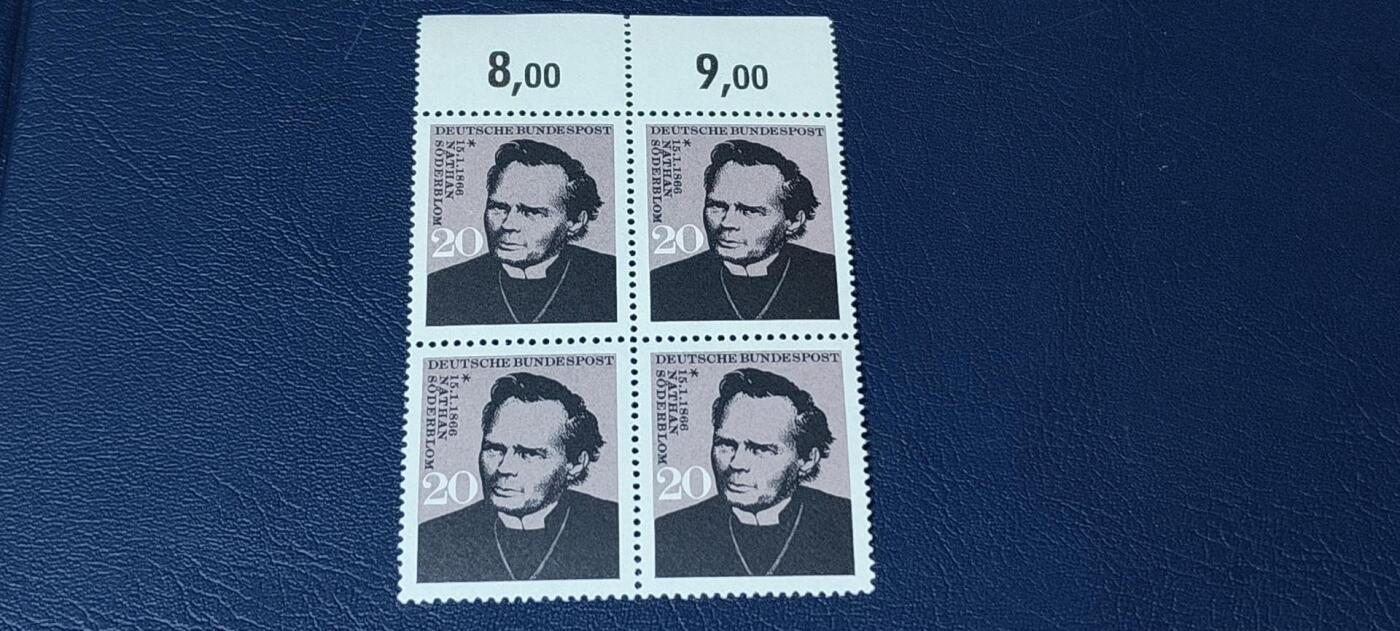 8,00
9,00
DEUTSCHE BUNDESPOST
* 15.1.1866
NATHAN
SÖDERBLOM
20
DEUTSCHE BUNDESPOST
* 15.1.1866
NATHAN
SÖDERBLOM
20
DEUTSCHE BUNDESPOST
* 15.1.1866
NATHAN
SÖDERBLOM
20
DEUTSCHE BUNDESPOST
* 15.1.1866
NATHAN
SÖDERBLOM
20